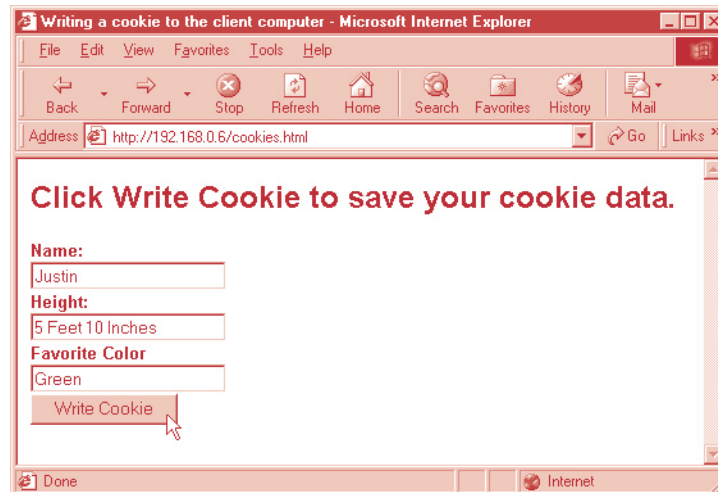 Writing a cookie to the client computer - Microsoft Internet Explorer
File Edit View Favorites Tools Help
Back Forward Stop Refresh Home Search Favorites History Mail »
Address http://192.168.0.6/cookies.html Go Links »
Click Write Cookie to save your cookie data.
Name:
Justin
Height:
5 Feet 10 Inches
Favorite Color
Green
Write Cookie
Done Internet